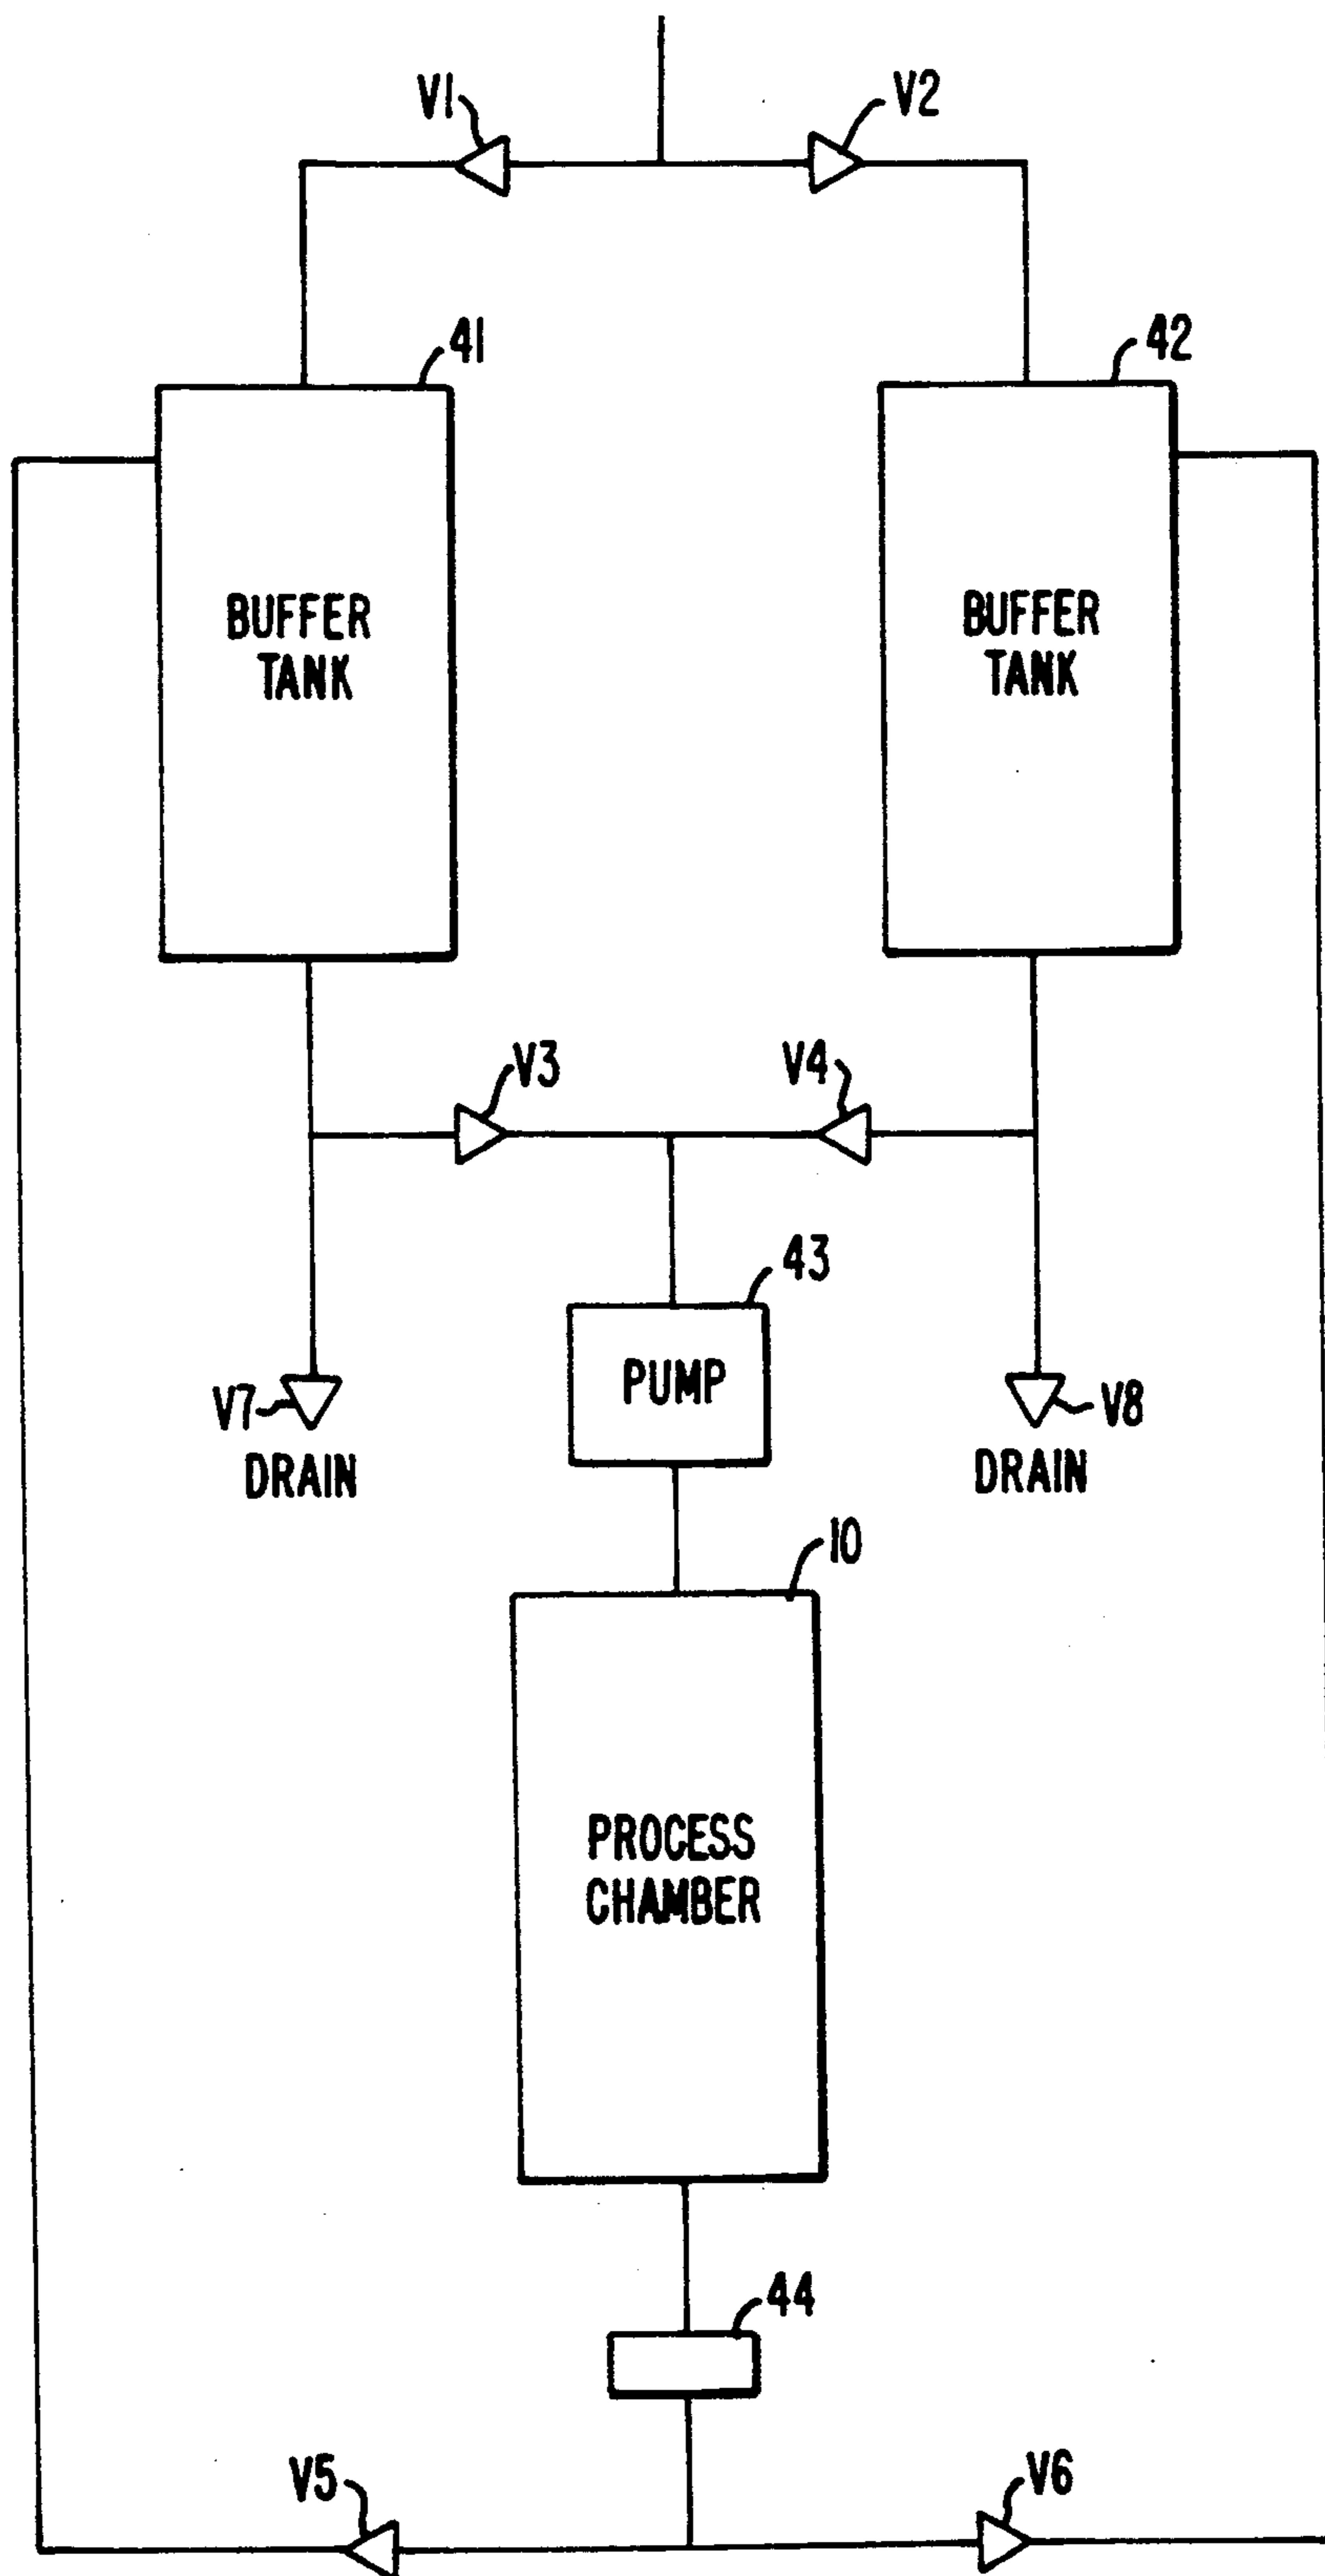 V1
V2
41
42
BUFFER
TANK
BUFFER
TANK
V3
V4
43
PUMP
V7
DRAIN
V8
DRAIN
10
PROCESS
CHAMBER
44
V5
V6